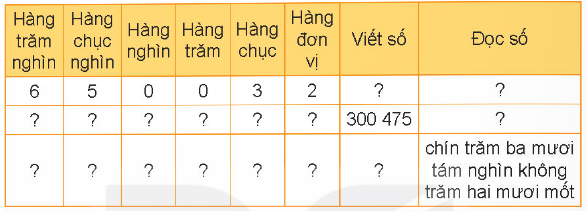 Hàng trăm nghìn | Hàng chục nghìn | Hàng nghìn | Hàng trăm | Hàng chục | Hàng đơn vị | Viết số | Đọc số
6 | 5 | 0 | 0 | 3 | 2 | ? | ?
? | ? | ? | ? | ? | ? | 300 475 | ?
? | ? | ? | ? | ? | ? | ? | chín trăm ba mươi tám nghìn không trăm hai mươi mốt